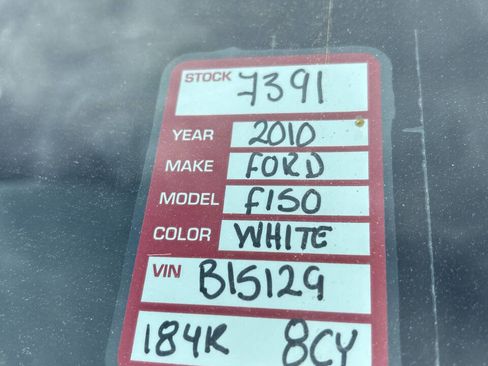 STOCK 7391
YEAR 2010
MAKE FORD
MODEL F150
COLOR WHITE
VIN B15129
184K 8CY